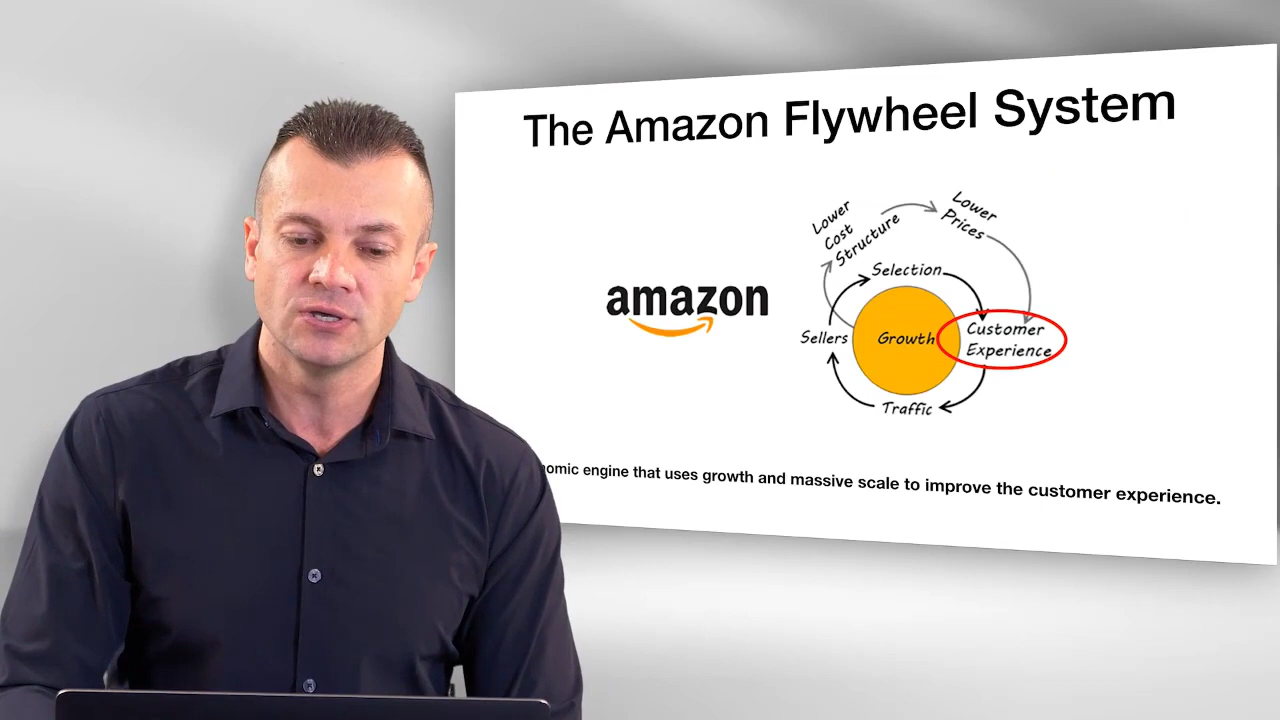 The Amazon Flywheel System
Lower
Cost
Structure
Lower
Prices
Selection
amazon
Sellers
Growth
Customer
Experience
Traffic
engine that uses growth and massive scale to improve the customer experience.